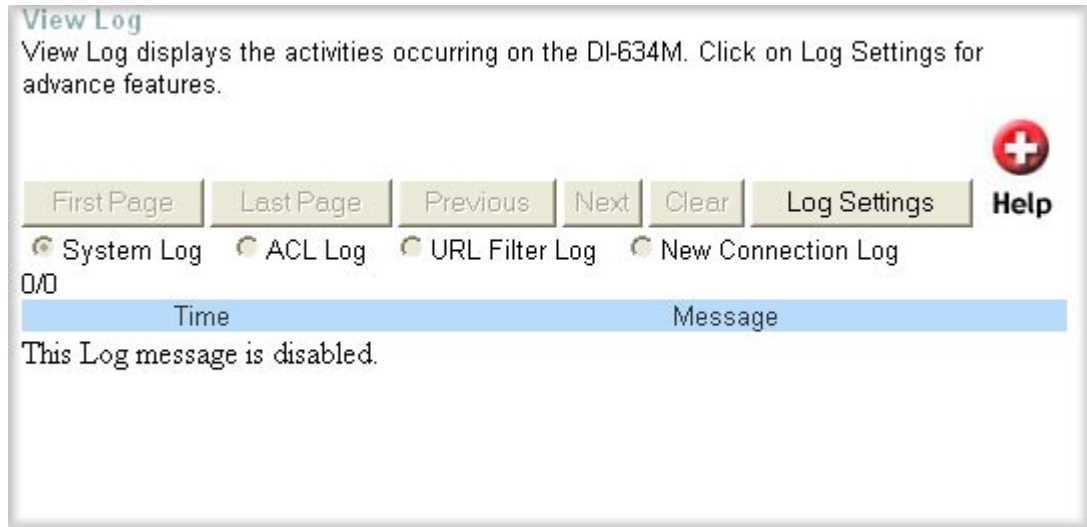 View Log
View Log displays the activities occurring on the DI-634M. Click on Log Settings for
advance features.
First Page Last Page Previous Next Clear Log Settings Help
System Log ACL Log URL Filter Log New Connection Log
0/0
Time Message
This Log message is disabled.